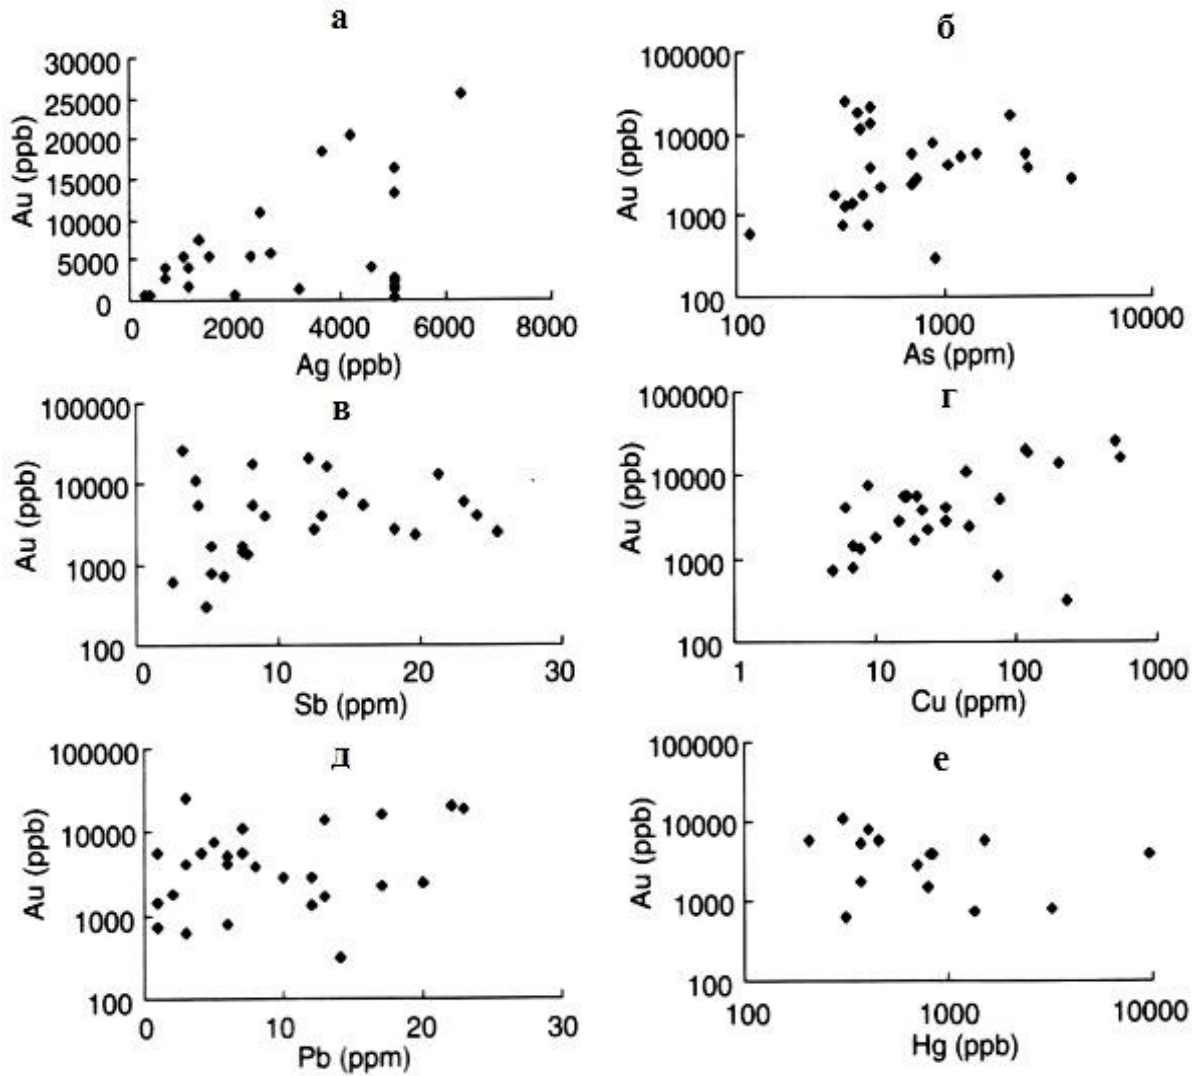 а
30000
25000
20000
15000
10000
5000
0
Au (ppb)
0 2000 4000 6000 8000
Ag (ppb)
б
100000
10000
1000
100
Au (ppb)
100 1000 10000
As (ppm)
в
100000
10000
1000
100
Au (ppb)
0 10 20 30
Sb (ppm)
г
100000
10000
1000
100
Au (ppb)
1 10 100 1000
Cu (ppm)
д
100000
10000
1000
100
Au (ppb)
0 10 20 30
Pb (ppm)
е
100000
10000
1000
100
Au (ppb)
100 1000 10000
Hg (ppb)